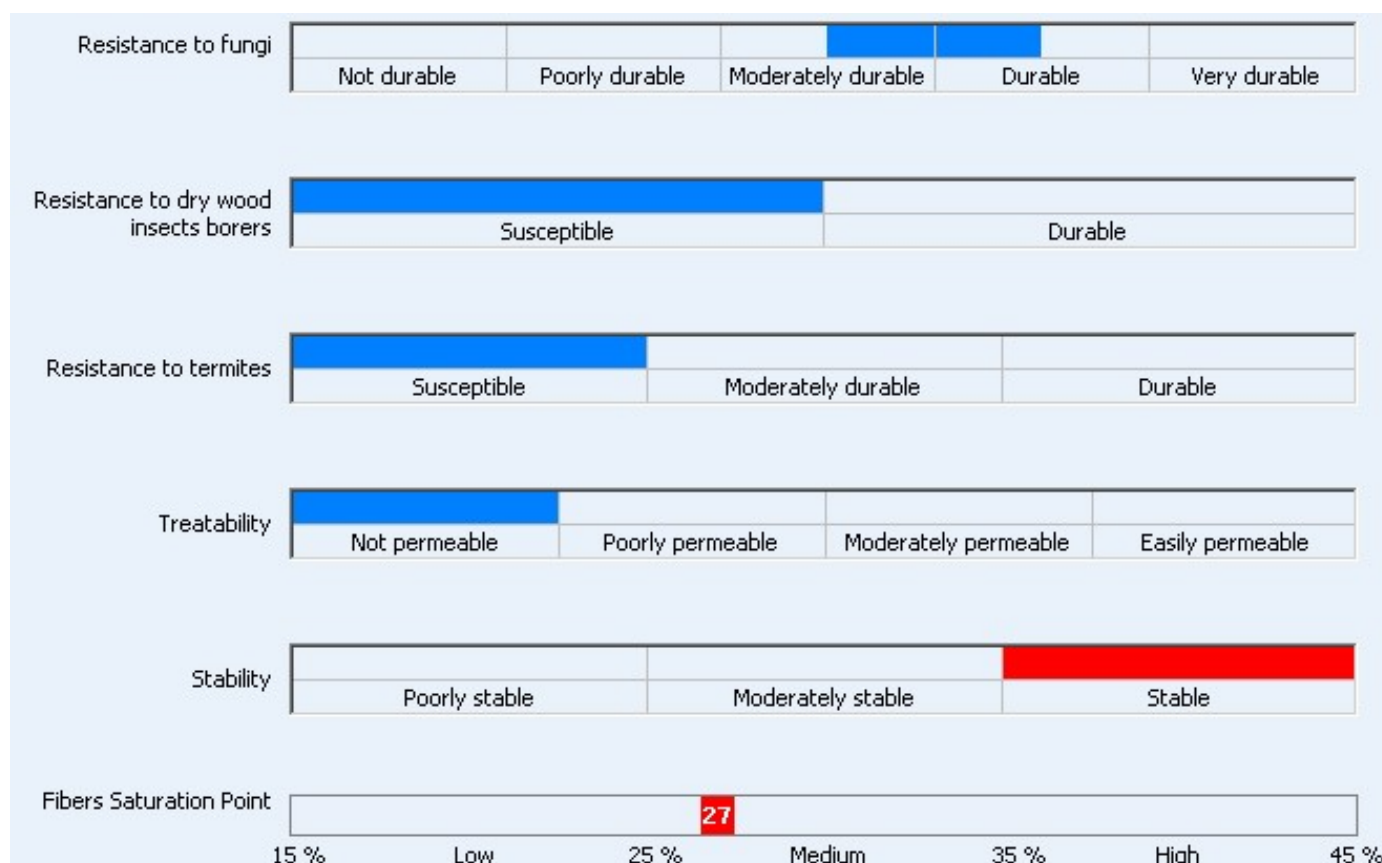 Resistance to fungi
Not durable Poorly durable Moderately durable Durable Very durable
Resistance to dry wood
insects borers
Susceptible Durable
Resistance to termites
Susceptible Moderately durable Durable
Treatability
Not permeable Poorly permeable Moderately permeable Easily permeable
Stability
Poorly stable Moderately stable Stable
Fibers Saturation Point
27
15 % Low 25 % Medium 35 % High 45 %